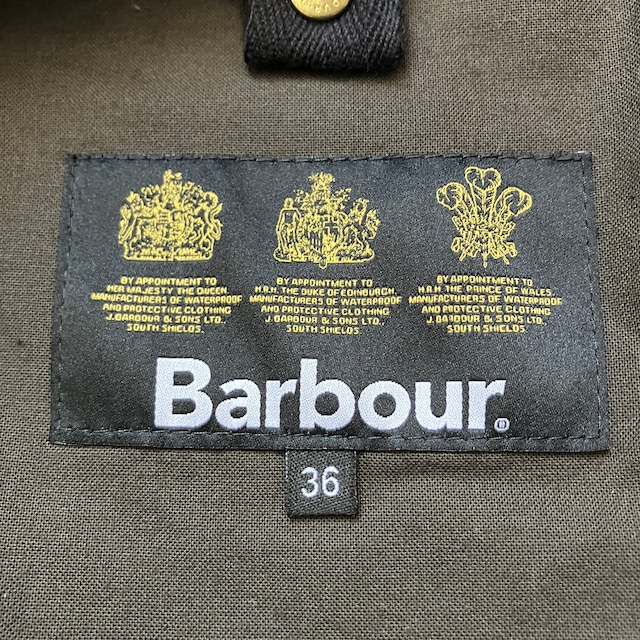 BY APPOINTMENT TO
HER MAJESTY THE QUEEN
MANUFACTURERS OF WATERPROOF
AND PROTECTIVE CLOTHING
J. BARBOUR & SONS LTD.,
SOUTH SHIELDS.
BY APPOINTMENT TO
H.R.H. THE DUKE OF EDINBURGH,
MANUFACTURERS OF WATERPROOF
AND PROTECTIVE CLOTHING
J. BARBOUR & SONS LTD.,
SOUTH SHIELDS.
BY APPOINTMENT TO
H.R.H. THE PRINCE OF WALES
MANUFACTURERS OF WATERPROOF
AND PROTECTIVE CLOTHING
J. BARBOUR & SONS LTD.,
SOUTH SHIELDS.
Barbour®
36